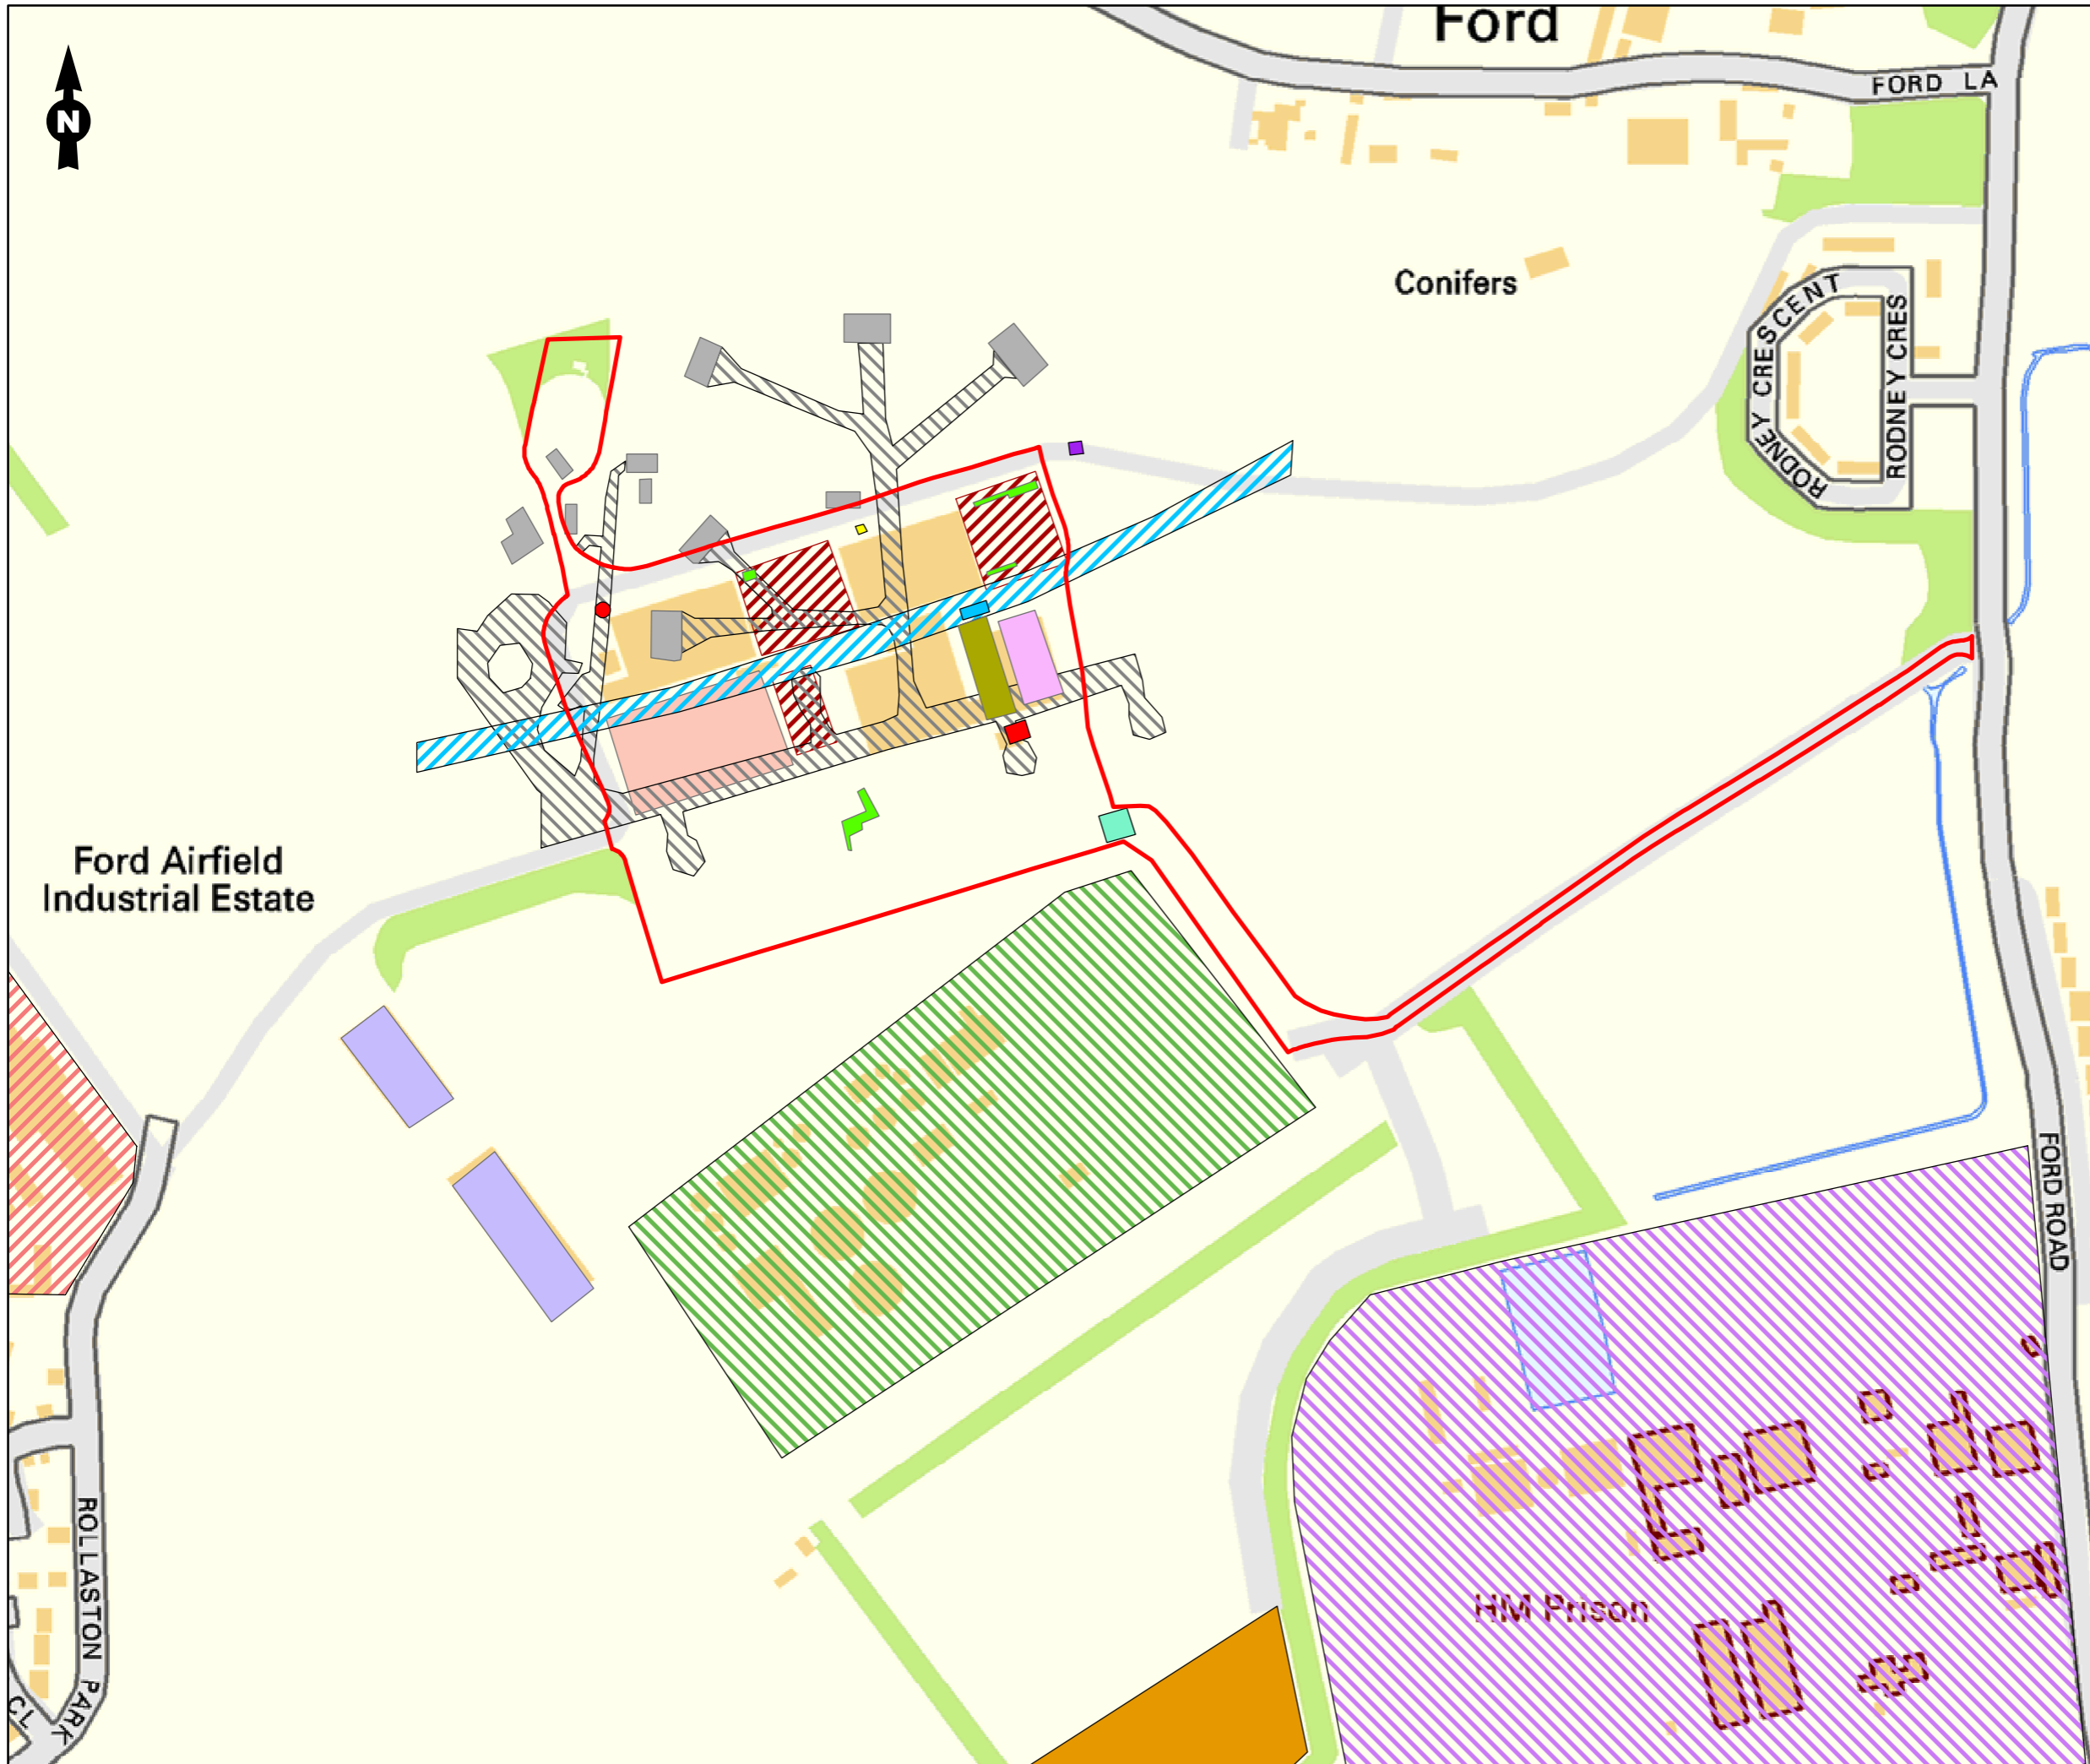 Ford
FORD LA
N
Conifers
RODNEY CRESCENT
RODNEY CRES
RODNEY
Ford Airfield
Industrial Estate
FORD ROAD
ROLLASTON PARK
HM Prison
CL